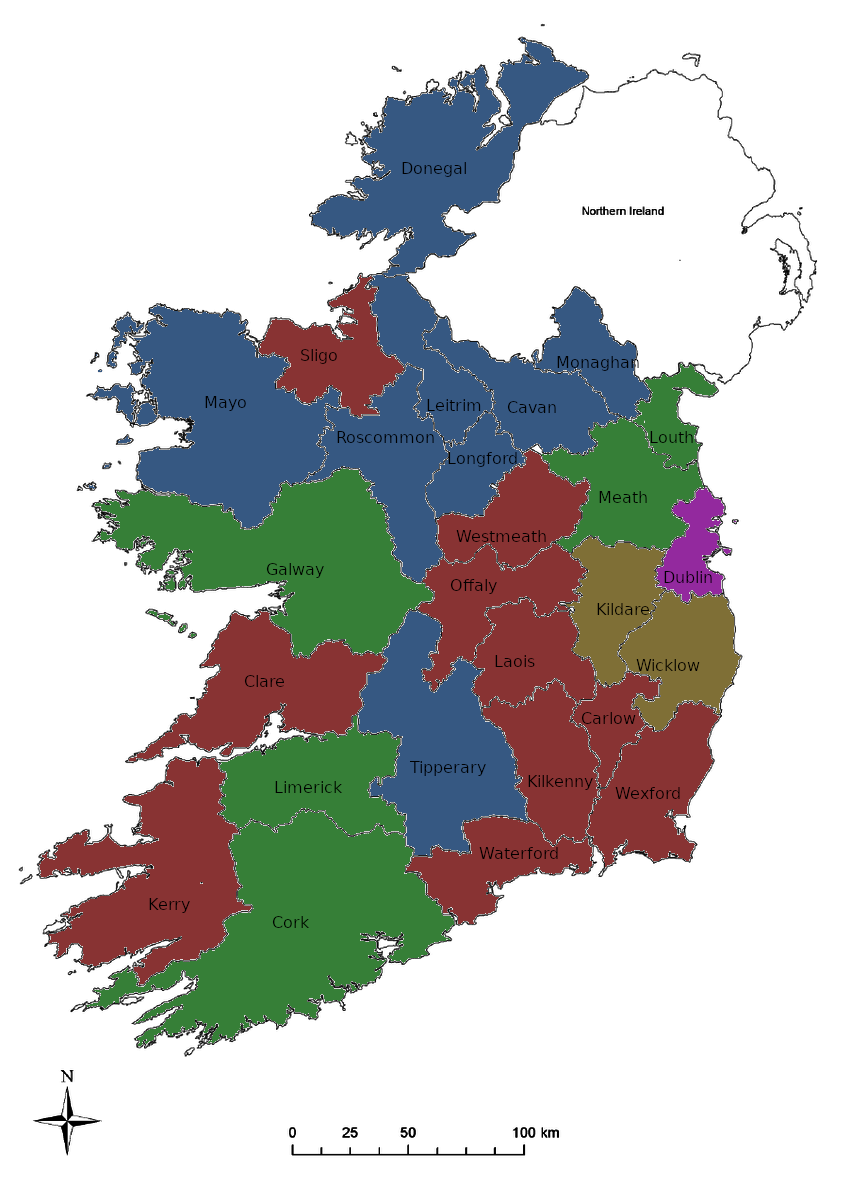 Donegal
Northern Ireland
Sligo
Monaghan
Mayo
Leitrim
Cavan
Roscommon
Louth
Longford
Meath
Westmeath
Galway
Dublin
Offaly
Kildare
Laois
Wicklow
Clare
Carlow
Tipperary
Kilkenny
Limerick
Wexford
Waterford
Kerry
Cork
N
0 25 50 100 km